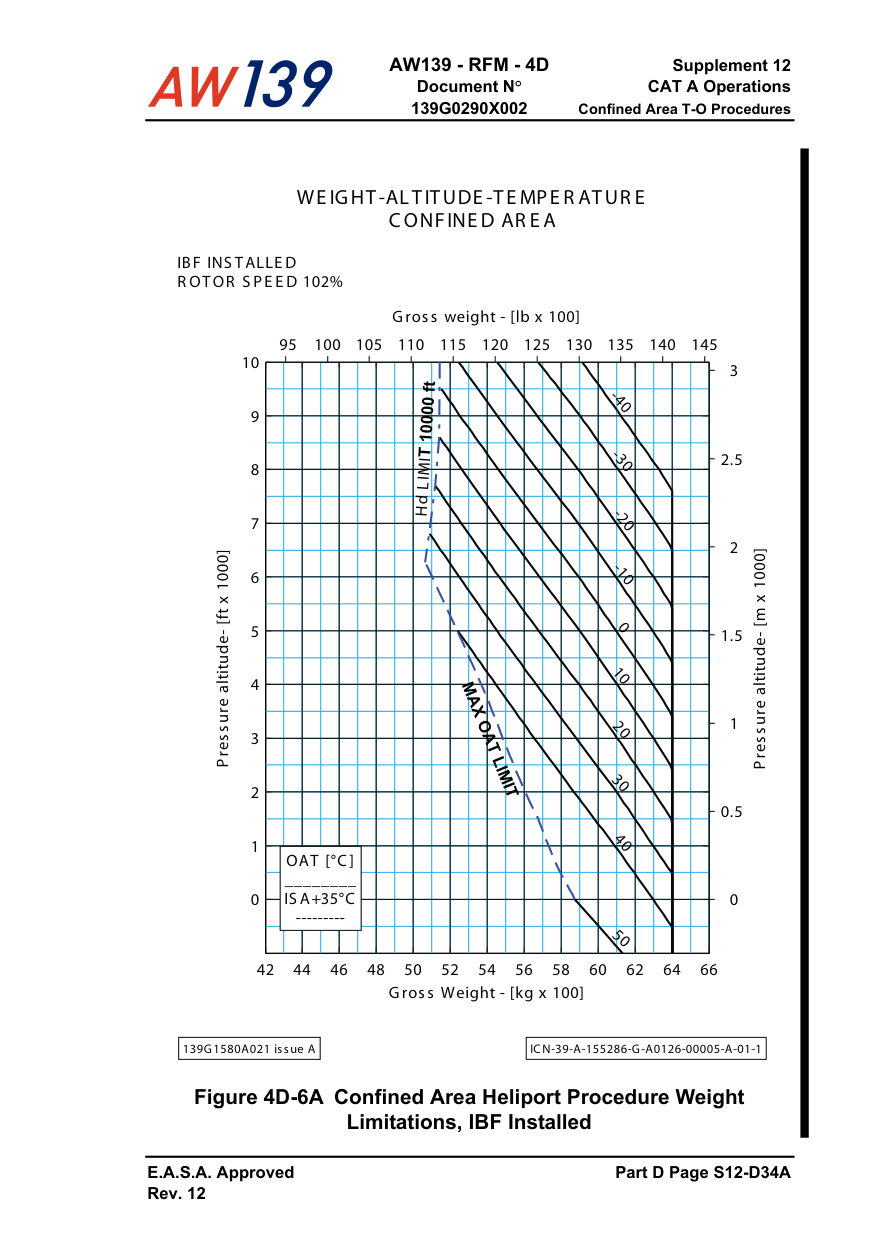 AW139
AW139 - RFM - 4D
Document N°
139G0290X002
Supplement 12
CAT A Operations
Confined Area T-O Procedures
WEIGHT-ALTITUDE-TEMPERATURE
CONFINED AREA
IBF INSTALLED
ROTOR SPEED 102%
Gross weight - [lb x 100]
95 100 105 110 115 120 125 130 135 140 145
10
9
8
7
6
5
4
3
2
1
0
Pressure altitude- [ft x 1000]
Hd LIMIT 10000 ft
MAX OAT LIMIT
-40
-30
-20
-10
0
10
20
30
40
50
3
2.5
2
1.5
1
0.5
0
Pressure altitude- [m x 1000]
OAT [°C]
_________
ISA+35°C
---------
42 44 46 48 50 52 54 56 58 60 62 64 66
Gross Weight - [kg x 100]
139G1580A021 issue A
ICN-39-A-155286-G-A0126-00005-A-01-1
Figure 4D-6A Confined Area Heliport Procedure Weight
Limitations, IBF Installed
E.A.S.A. Approved
Rev. 12
Part D Page S12-D34A